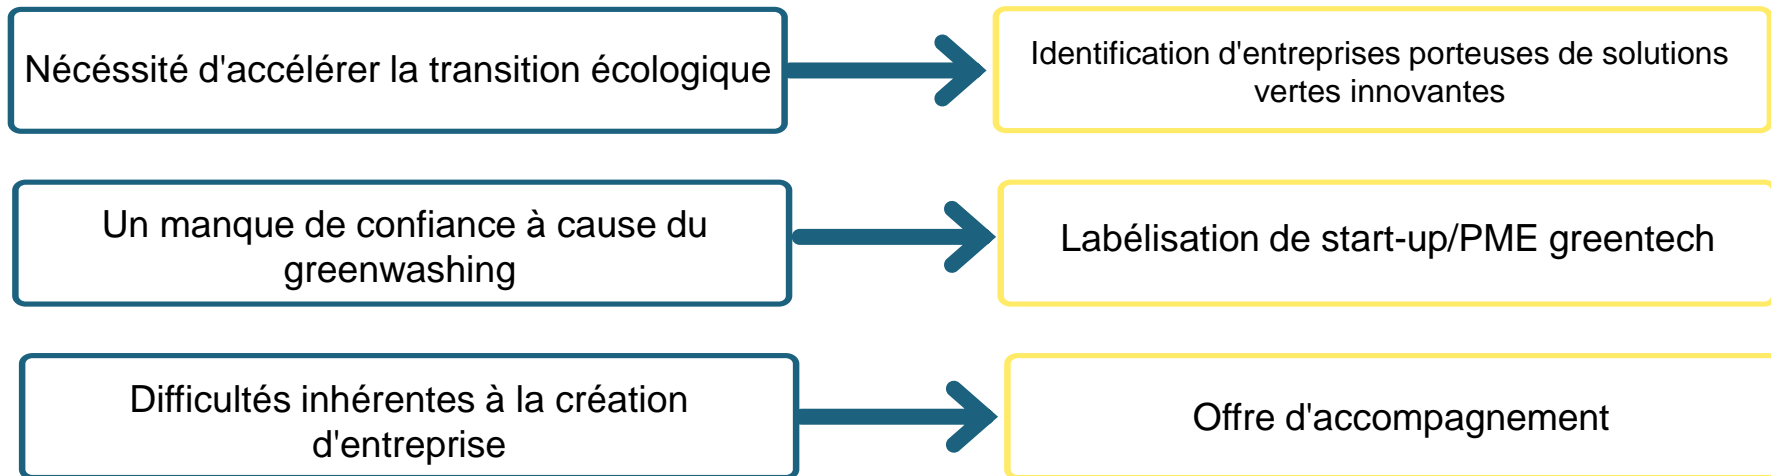 Nécéssité d'accélérer la transition écologique
Identification d'entreprises porteuses de solutions
vertes innovantes
Un manque de confiance à cause du
greenwashing
Labélisation de start-up/PME greentech
Difficultés inhérentes à la création
d'entreprise
Offre d'accompagnement